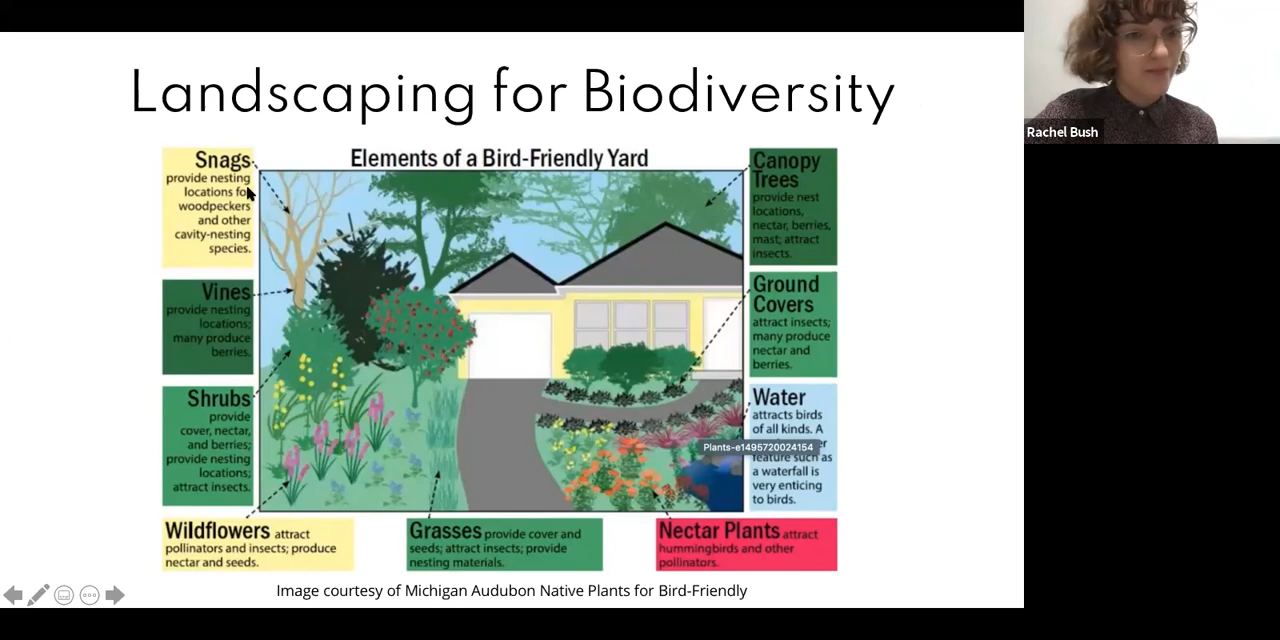 Landscaping for Biodiversity
Rachel Bush
Elements of a Bird-Friendly Yard
Snags
provide nesting
locations for
woodpeckers
and other
cavity-nesting
species.
Vines
provide nesting
locations;
many produce
berries.
Shrubs
provide
cover, nectar,
and berries;
provide nesting
locations;
attract insects.
Canopy
Trees
provide nest
locations,
nectar, berries,
mast; attract
insects.
Ground
Covers
attract insects;
many produce
nectar and
berries.
Water
attracts birds
of all kinds. A
Plants-e1495720024154
feature such as
a waterfall is
very enticing
to birds.
Wildflowers attract
pollinators and insects; produce
nectar and seeds.
Grasses provide cover and
seeds; attract insects; provide
nesting materials.
Nectar Plants attract
hummingbirds and other
pollinators.
Image courtesy of Michigan Audubon Native Plants for Bird-Friendly